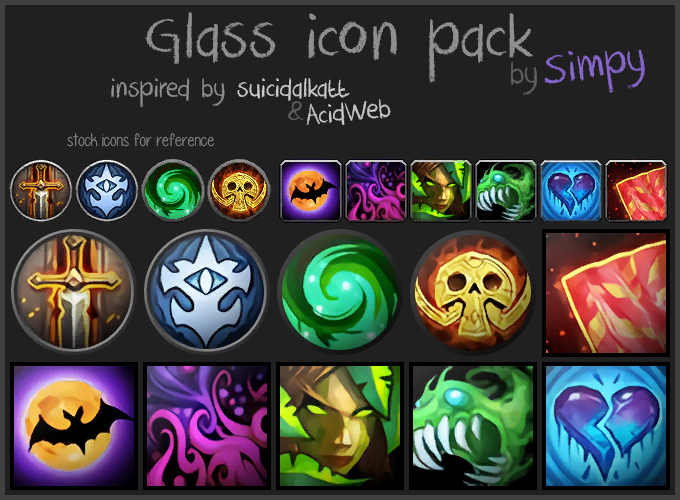 Glass icon pack
by simpy
inspired by suicidalkatt
& AcidWeb
stock icons for reference